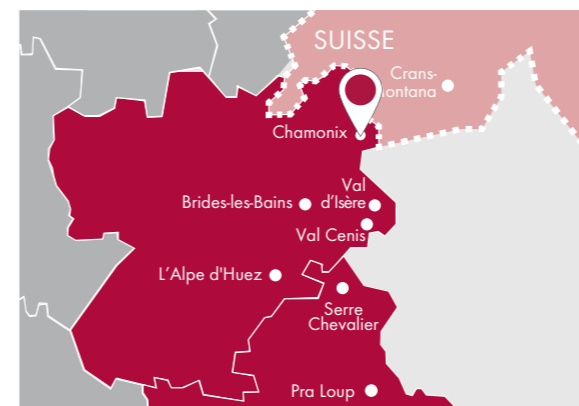 SUISSE
Crans-
ontana
Chamonix
Val
d'Isère
Brides-les-Bains
Val Cenis
L'Alpe d'Huez
Serre
Chevalier
Pra Loup